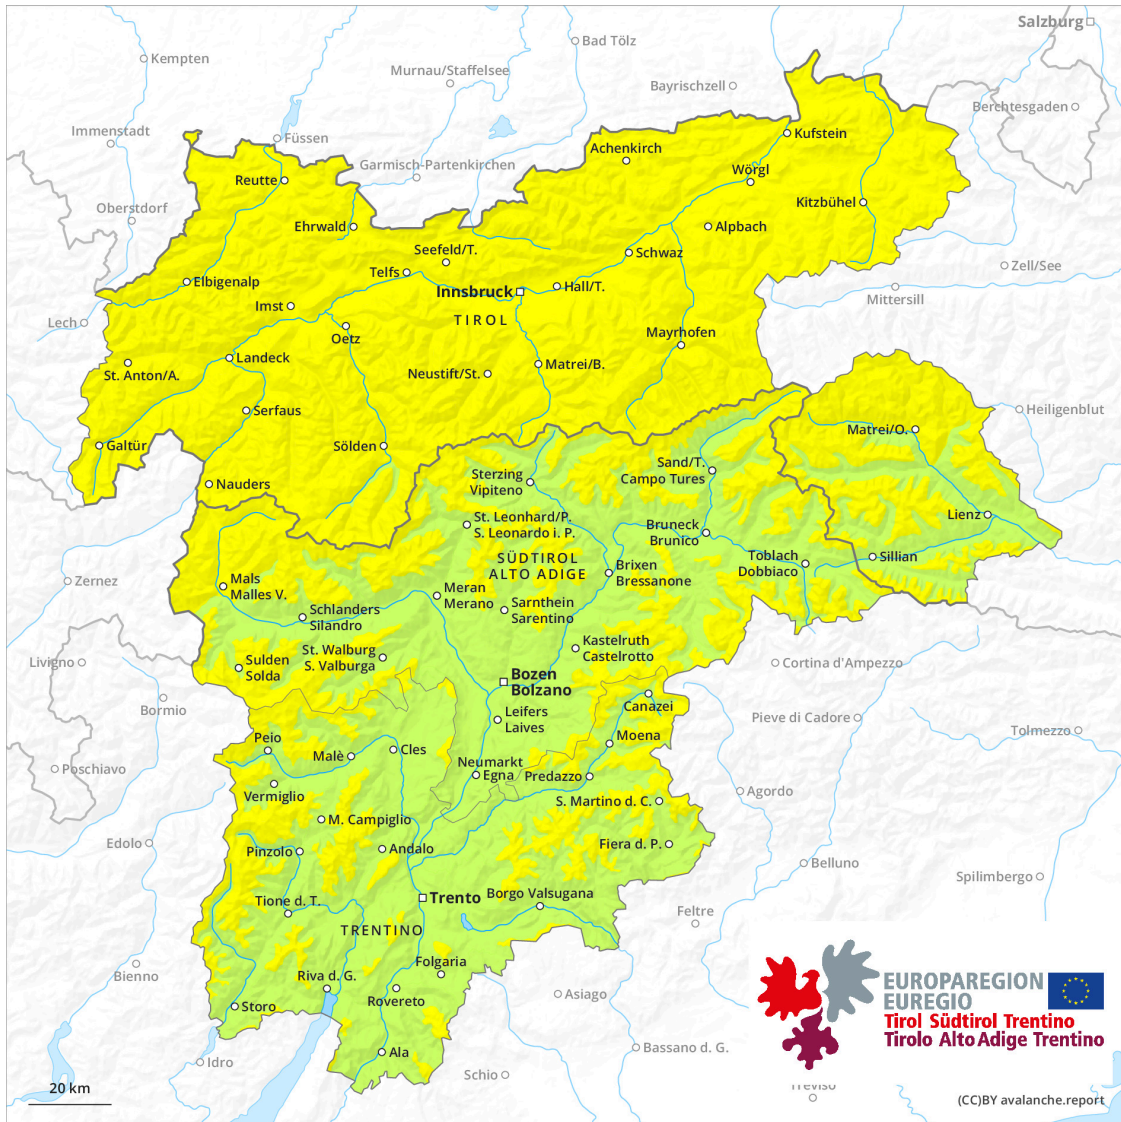 Salzburg
Bad Tölz
Kempten
Murnau/Staffelsee
Bayrischzell
Berchtesgaden
Immenstadt
Füssen
Kufstein
Achenkirch
Garmisch-Partenkirchen
Wörgl
Reutte
Oberstdorf
Kitzbühel
Ehrwald
Alpbach
Seefeld/T.
Schwaz
Telfs
Zell/See
Elbigenalp
Hall/T.
Innsbruck
Mittersill
Imst
TIROL
Lech
Oetz
Mayrhofen
Landeck
Matrei/B.
St. Anton/A.
Neustift/St.
Serfaus
Heiligenblut
Matrei/O.
Galtür
Sölden
Sand/T.
Campo Tures
Sterzing
Vipiteno
Nauders
St. Leonhard/P.
S. Leonardo i. P.
Lienz
Bruneck
Brunico
SÜDTIROL
ALTO ADIGE
Toblach
Dobbiaco
Sillian
Brixen
Bressanone
Zernez
Mals
Malles V.
Meran
Merano
Sarnthein
Sarentino
Schlanders
Silandro
Kastelruth
Castelrotto
St. Walburg
S. Valburga
Livigno
Sulden
Solda
Cortina d'Ampezzo
Bozen
Bolzano
Bormio
Canazei
Leifers
Laives
Pieve di Cadore
Tolmezzo
Peio
Moena
Cles
Malè
Poschiavo
Neumarkt
Egna
Predazzo
Vermiglio
Agordo
S. Martino d. C.
M. Campiglio
Edolo
Pinzolo
Andalo
Fiera d. P.
Belluno
Spilimbergo
Trento
Borgo Valsugana
Tione d. T.
Feltre
TRENTINO
Folgaria
Bienno
Riva d. G.
Rovereto
Asiago
Storo
Ala
Bassano d. G.
Idro
Schio
Treviso
EUROPAREGION
EUREGIO
Tirol Südtirol Trentino
Tirolo Alto Adige Trentino
20 km
(CC)BY avalanche.report